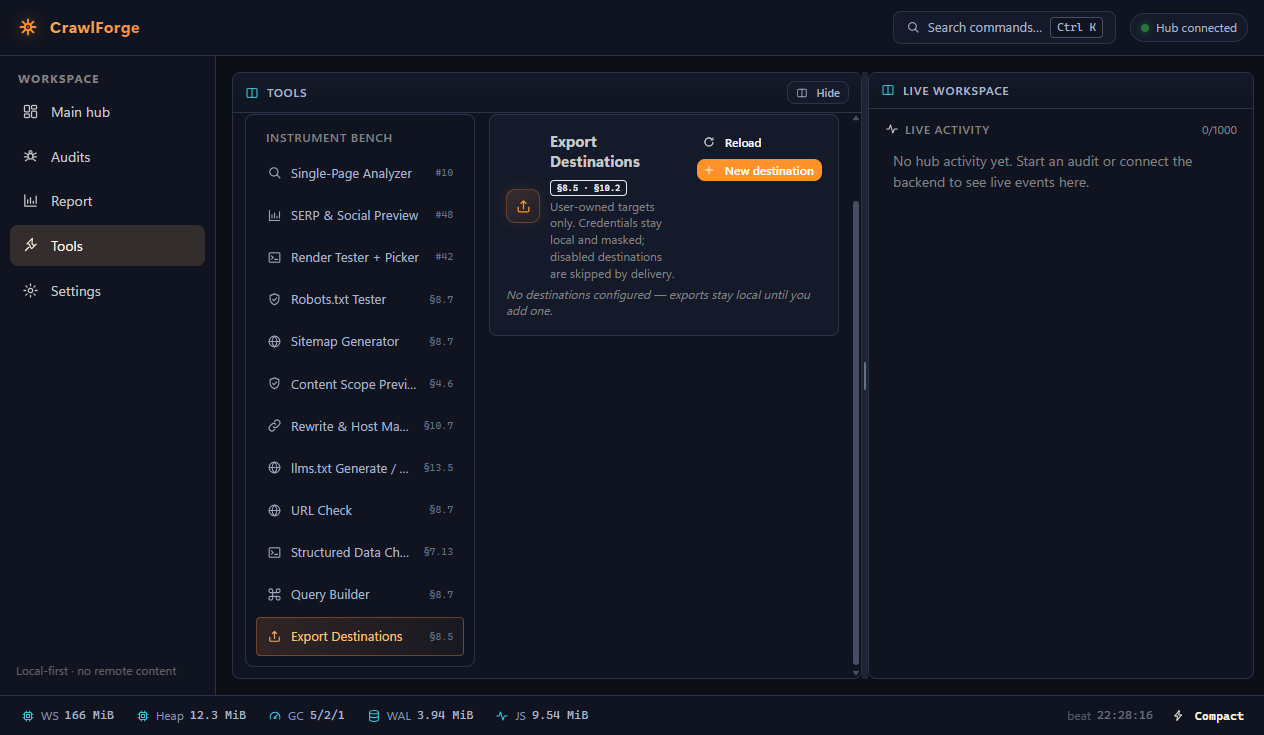 CrawlForge
Search commands... Ctrl K
Hub connected
WORKSPACE
Main hub
Audits
Report
Tools
Settings
Local-first · no remote content
TOOLS
Hide
INSTRUMENT BENCH
Single-Page Analyzer #10
SERP & Social Preview #48
Render Tester + Picker #42
Robots.txt Tester §8.7
Sitemap Generator §8.7
Content Scope Previ... §4.6
Rewrite & Host Ma... §10.7
llms.txt Generate / ... §13.5
URL Check §8.7
Structured Data Ch... §7.13
Query Builder §8.7
Export Destinations §8.5
Export
Destinations
§8.5 · §10.2
User-owned targets
only. Credentials stay
local and masked;
disabled destinations
are skipped by delivery.
Reload
+ New destination
No destinations configured — exports stay local until you
add one.
LIVE WORKSPACE
LIVE ACTIVITY 0/1000
No hub activity yet. Start an audit or connect the
backend to see live events here.
WS 166 MiB Heap 12.3 MiB GC 5/2/1 WAL 3.94 MiB JS 9.54 MiB beat 22:28:16 Compact